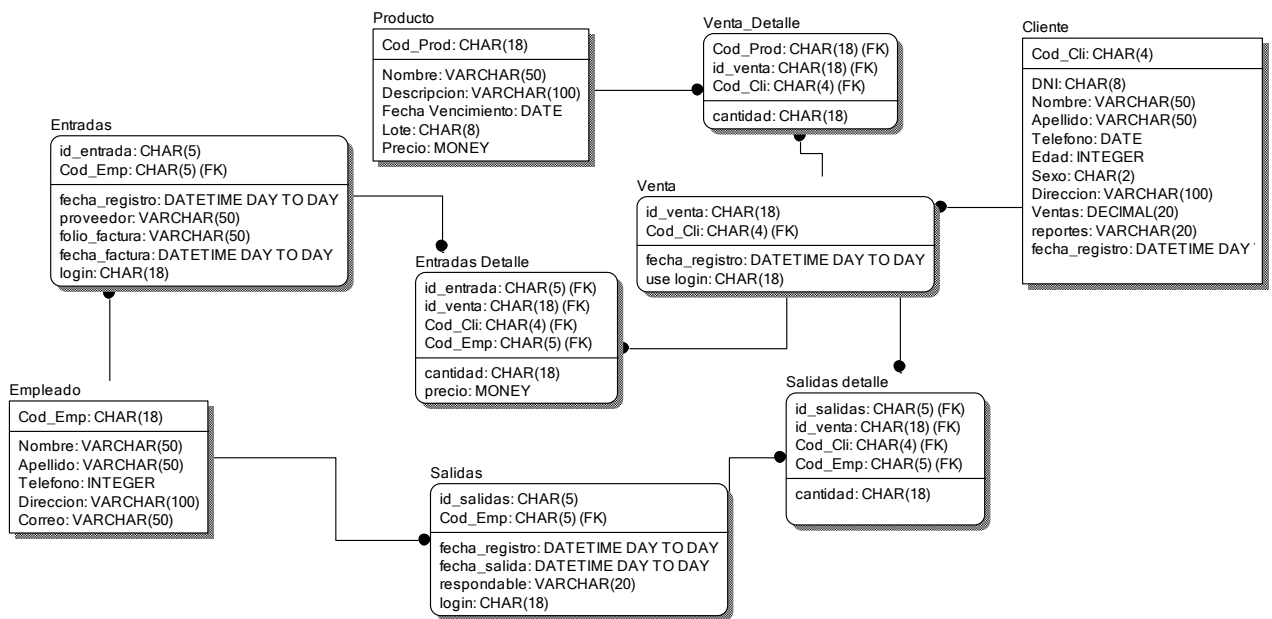 Producto
Cod_Prod: CHAR(18)
Nombre: VARCHAR(50)
Descripcion: VARCHAR(100)
Fecha Vencimiento: DATE
Lote: CHAR(8)
Precio: MONEY
Venta_Detalle
Cod_Prod: CHAR(18) (FK)
id_venta: CHAR(18) (FK)
Cod_Cli: CHAR(4) (FK)
cantidad: CHAR(18)
Cliente
Cod_Cli: CHAR(4)
DNI: CHAR(8)
Nombre: VARCHAR(50)
Apellido: VARCHAR(50)
Telefono: DATE
Edad: INTEGER
Sexo: CHAR(2)
Direccion: VARCHAR(100)
Ventas: DECIMAL(20)
reportes: VARCHAR(20)
fecha_registro: DATETIME DAY
Entradas
id_entrada: CHAR(5)
Cod_Emp: CHAR(5) (FK)
fecha_registro: DATETIME DAY TO DAY
proveedor: VARCHAR(50)
folio_factura: VARCHAR(50)
fecha_factura: DATETIME DAY TO DAY
login: CHAR(18)
Venta
id_venta: CHAR(18)
Cod_Cli: CHAR(4) (FK)
fecha_registro: DATETIME DAY TO DAY
use login: CHAR(18)
Entradas Detalle
id_entrada: CHAR(5) (FK)
id_venta: CHAR(18) (FK)
Cod_Cli: CHAR(4) (FK)
Cod_Emp: CHAR(5) (FK)
cantidad: CHAR(18)
precio: MONEY
Empleado
Cod_Emp: CHAR(18)
Nombre: VARCHAR(50)
Apellido: VARCHAR(50)
Telefono: INTEGER
Direccion: VARCHAR(100)
Correo: VARCHAR(50)
Salidas detalle
id_salidas: CHAR(5) (FK)
id_venta: CHAR(18) (FK)
Cod_Cli: CHAR(4) (FK)
Cod_Emp: CHAR(5) (FK)
cantidad: CHAR(18)
Salidas
id_salidas: CHAR(5)
Cod_Emp: CHAR(5) (FK)
fecha_registro: DATETIME DAY TO DAY
fecha_salida: DATETIME DAY TO DAY
respondable: VARCHAR(20)
login: CHAR(18)